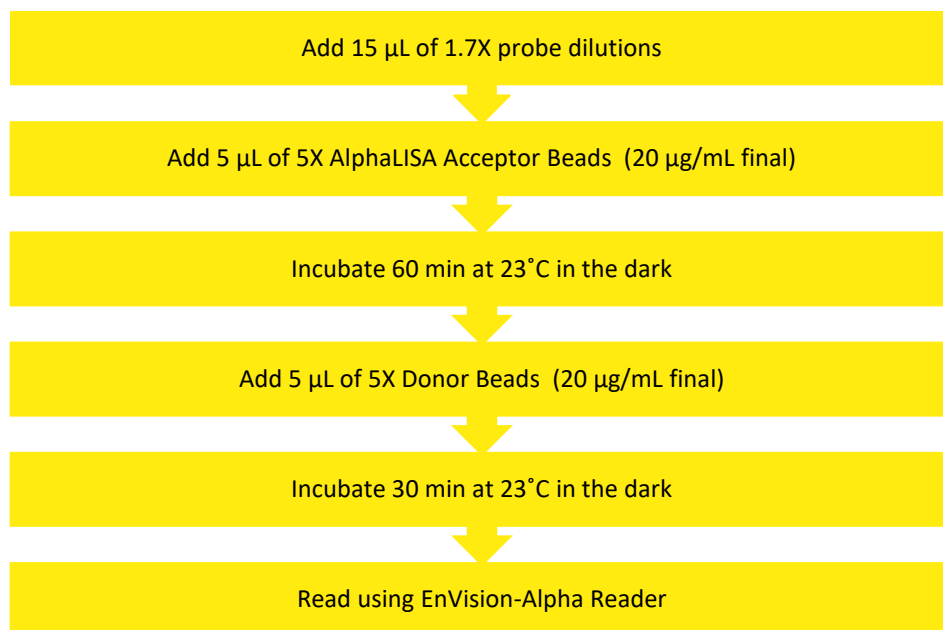 Add 15 µL of 1.7X probe dilutions
Add 5 µL of 5X AlphaLISA Acceptor Beads (20 µg/mL final)
Incubate 60 min at 23˚C in the dark
Add 5 µL of 5X Donor Beads (20 µg/mL final)
Incubate 30 min at 23˚C in the dark
Read using EnVision-Alpha Reader